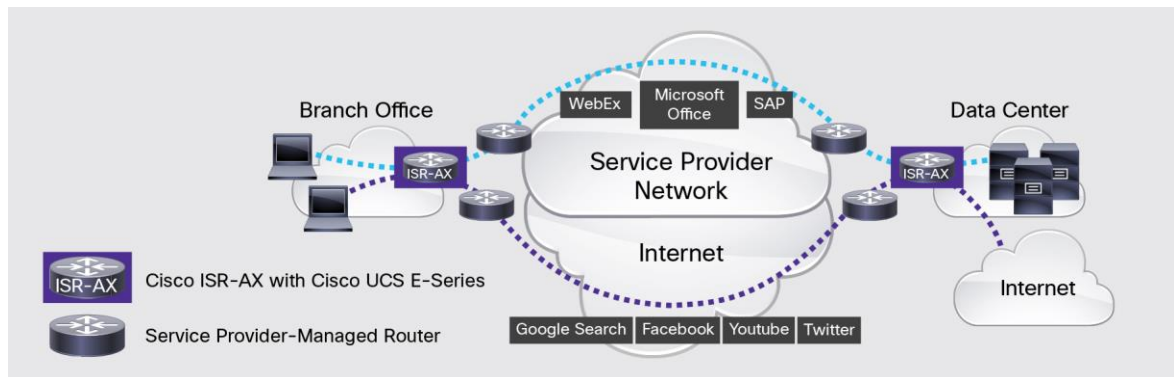 WebEx
Microsoft
Office
SAP
Branch Office
Data Center
ISR-AX
Service Provider
Network
ISR-AX
Internet
ISR-AX
Cisco ISR-AX with Cisco UCS E-Series
Internet
Service Provider-Managed Router
Google Search
Facebook
Youtube
Twitter